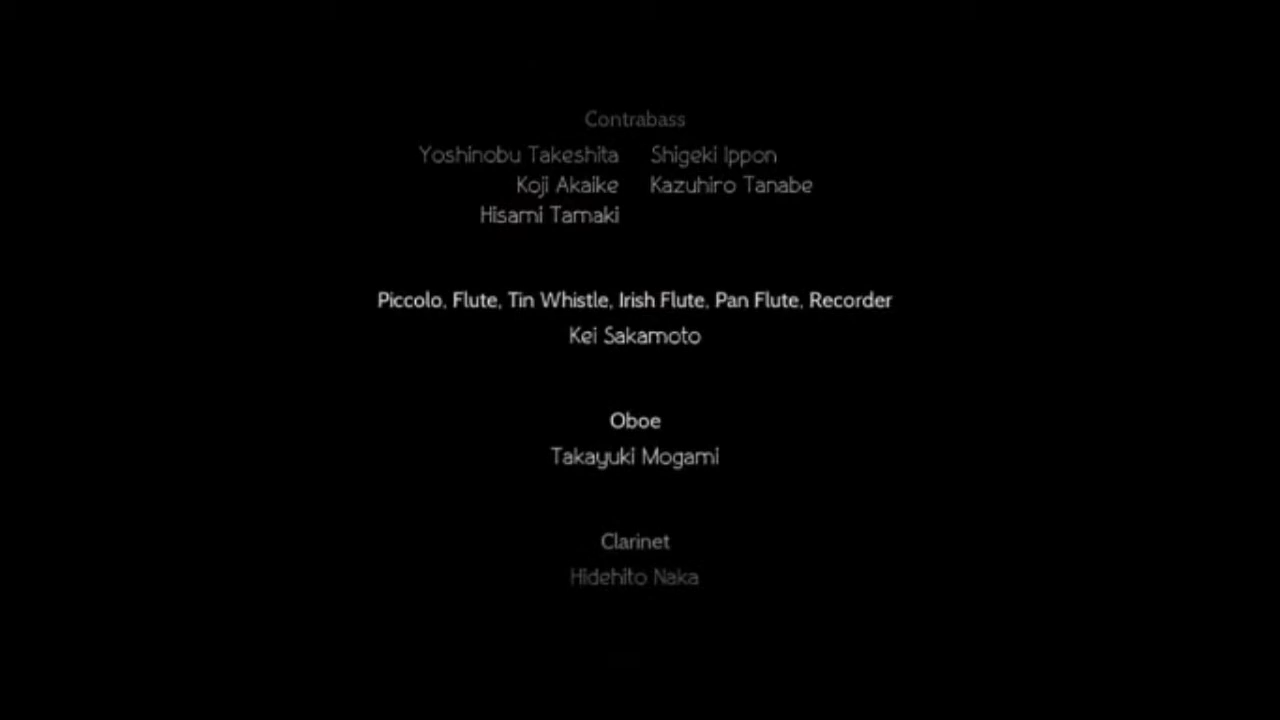 Contrabass
Yoshinobu Takeshita Shigeki Ippon
Koji Akaike Kazuhiro Tanabe
Hisami Tamaki
Piccolo, Flute, Tin Whistle, Irish Flute, Pan Flute, Recorder
Kei Sakamoto
Oboe
Takayuki Mogami
Clarinet
Hidehito Naka